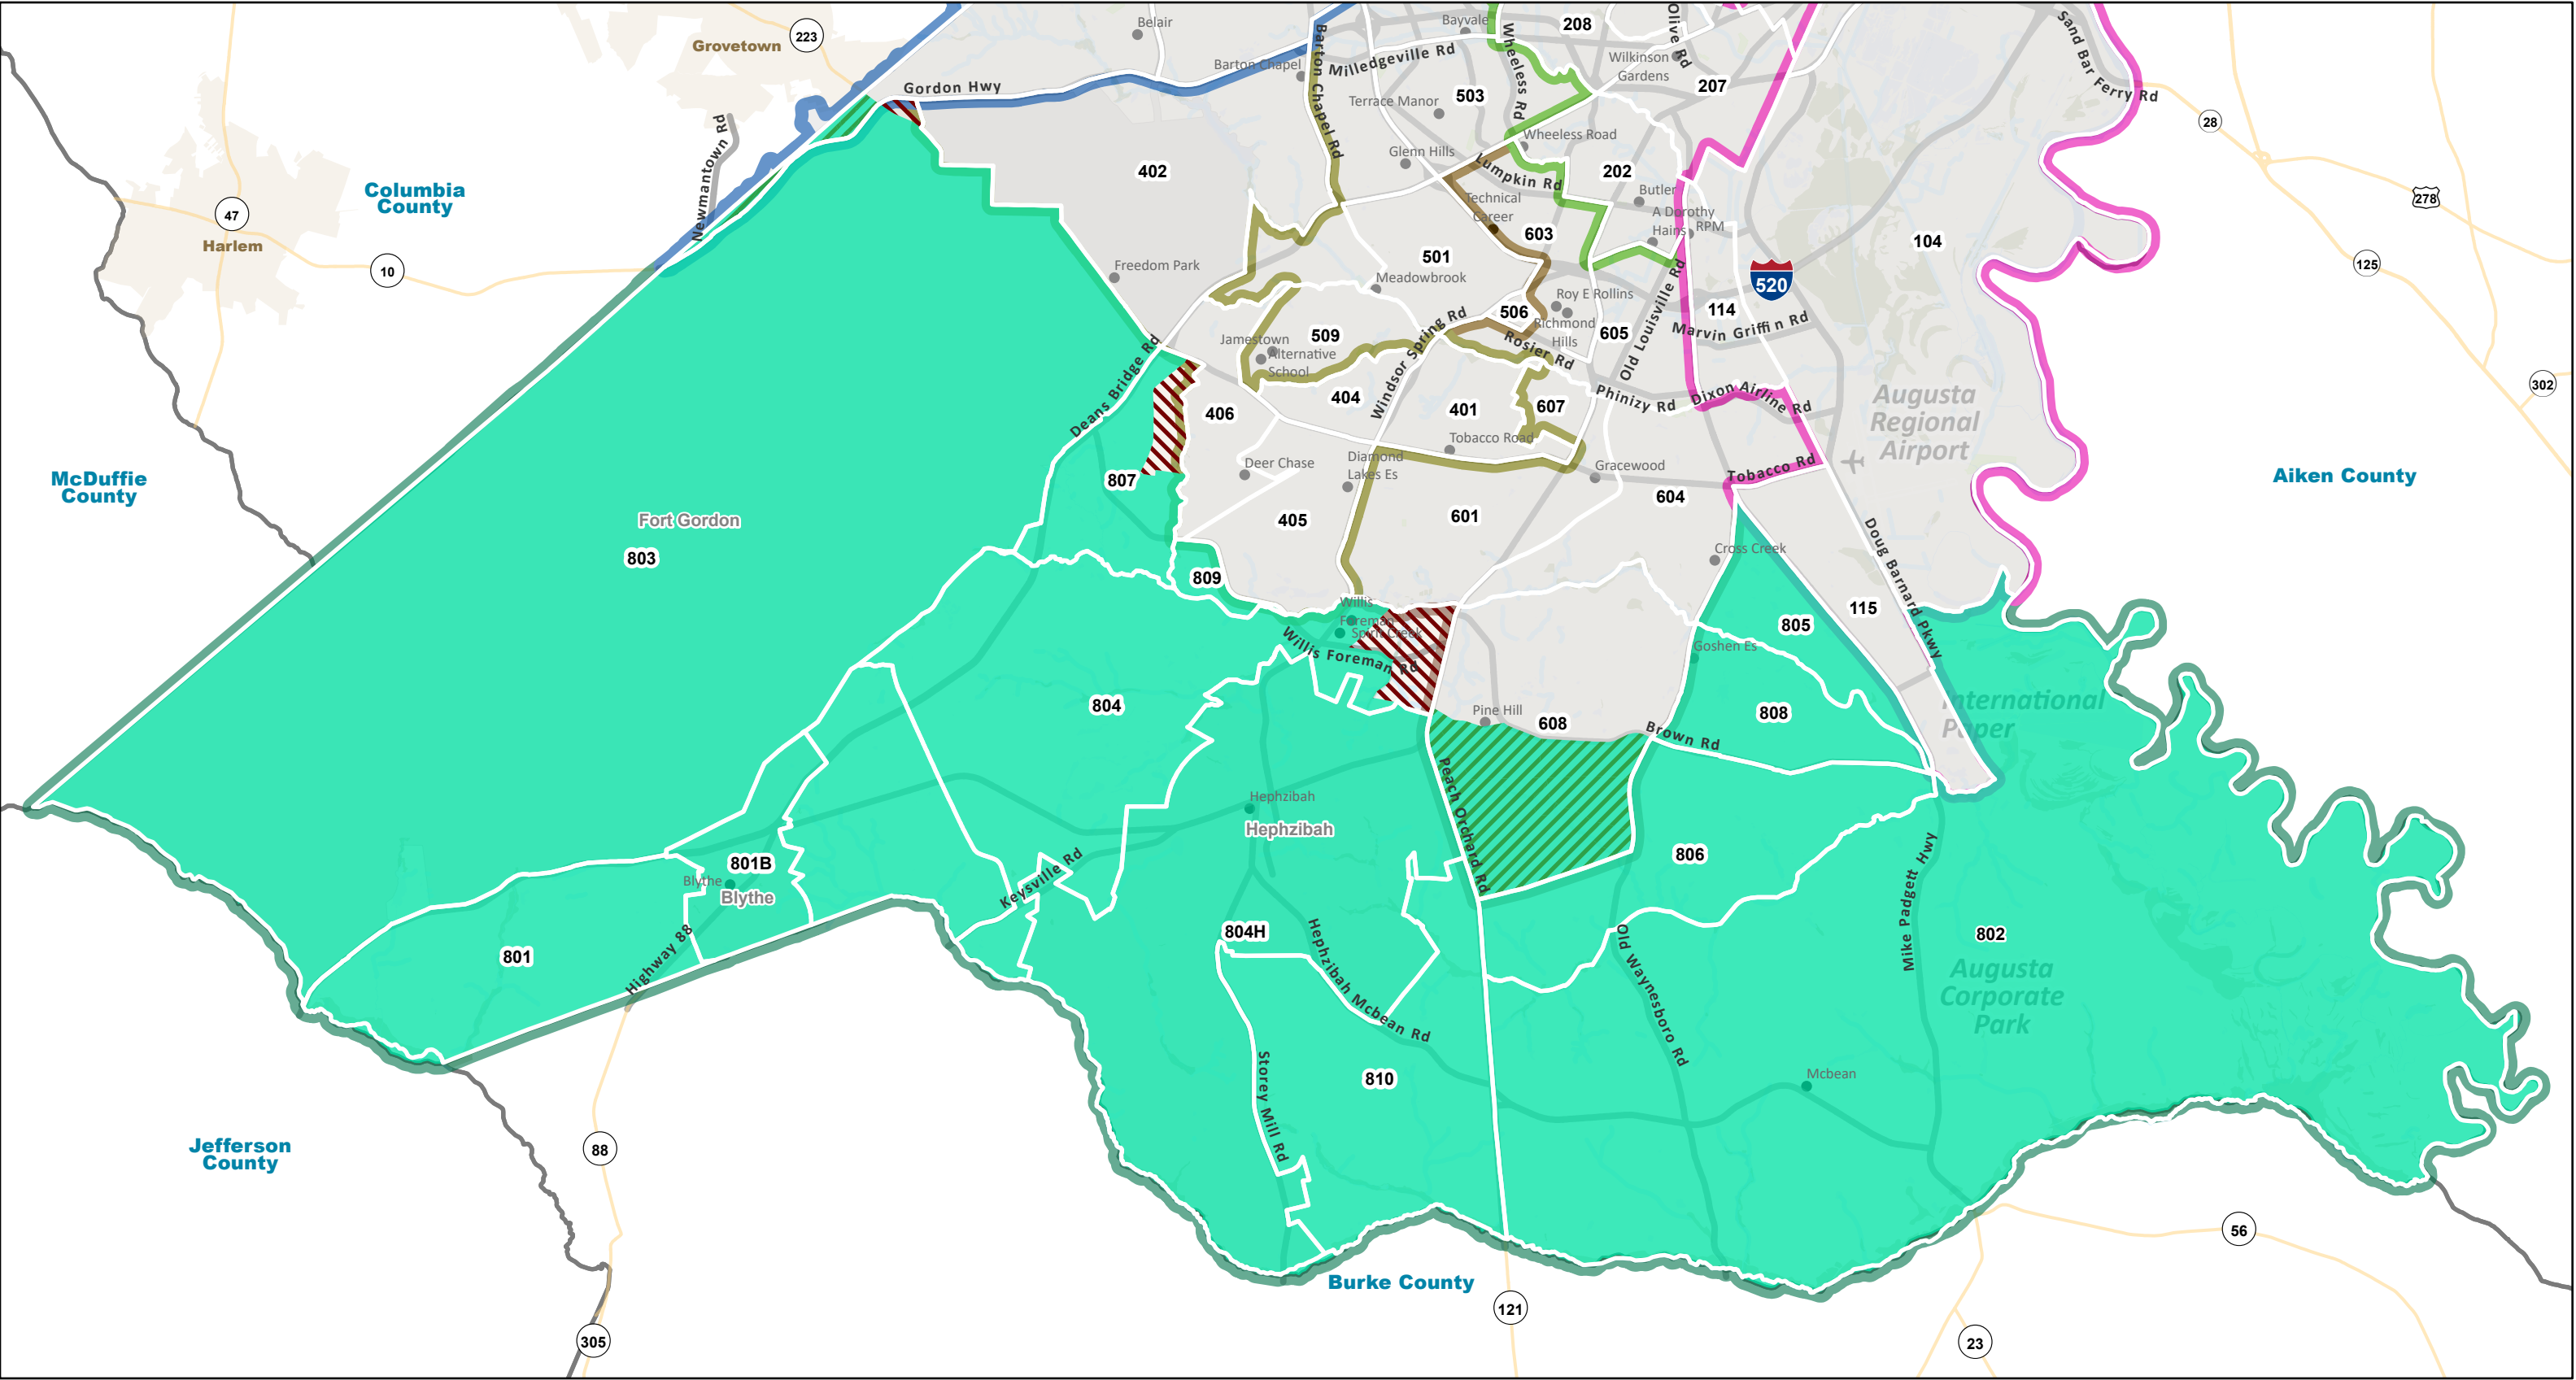 Belair
Bayvale
208
Olive Rd
Sand Bar Ferry Rd
Grovetown
223
Barton Chapel Rd
Wheeless Rd
Milledgeville Rd
Barton Chapel
Wilkinson
Gardens
207
Gordon Hwy
503
Terrace Manor
28
Newmantown Rd
Wheeless Road
Glenn Hills
402
Lumpkin Rd
202
Columbia
County
Butler
Technical
Career
A Dorothy
Hains
RPM
278
47
Harlem
603
104
501
125
10
Freedom Park
Meadowbrook
520
Roy E Rollins
506
114
Richmond
Hills
605
Old Louisville Rd
Marvin Griffin Rd
Jamestown
509
Alternative
School
Windsor Spring Rd
Rosier Rd
Deans Bridge Rd
302
404
406
401
607
Phinizy Rd
Dixon Airline Rd
Augusta
Regional
Airport
Tobacco Road
McDuffie
County
Deer Chase
Diamond
Lakes Es
Gracewood
Tobacco Rd
Aiken County
807
604
Fort Gordon
405
601
803
Cross Creek
Doug Barnard Pkwy
809
115
Willis
Foreman
Spirit Creek
805
Willis Foreman Rd
Goshen Es
804
Pine Hill
608
808
International
Paper
Brown Rd
Peach Orchard Rd
Hephzibah
Hephzibah
801B
Blythe
Blythe
Keysville Rd
806
Mike Padgett Hwy
804H
802
801
Highway 88
Hephzibah Mcbean Rd
Old Waynesboro Rd
Augusta
Corporate
Park
Storey Mill Rd
810
Mcbean
Jefferson
County
88
56
Burke County
121
305
23